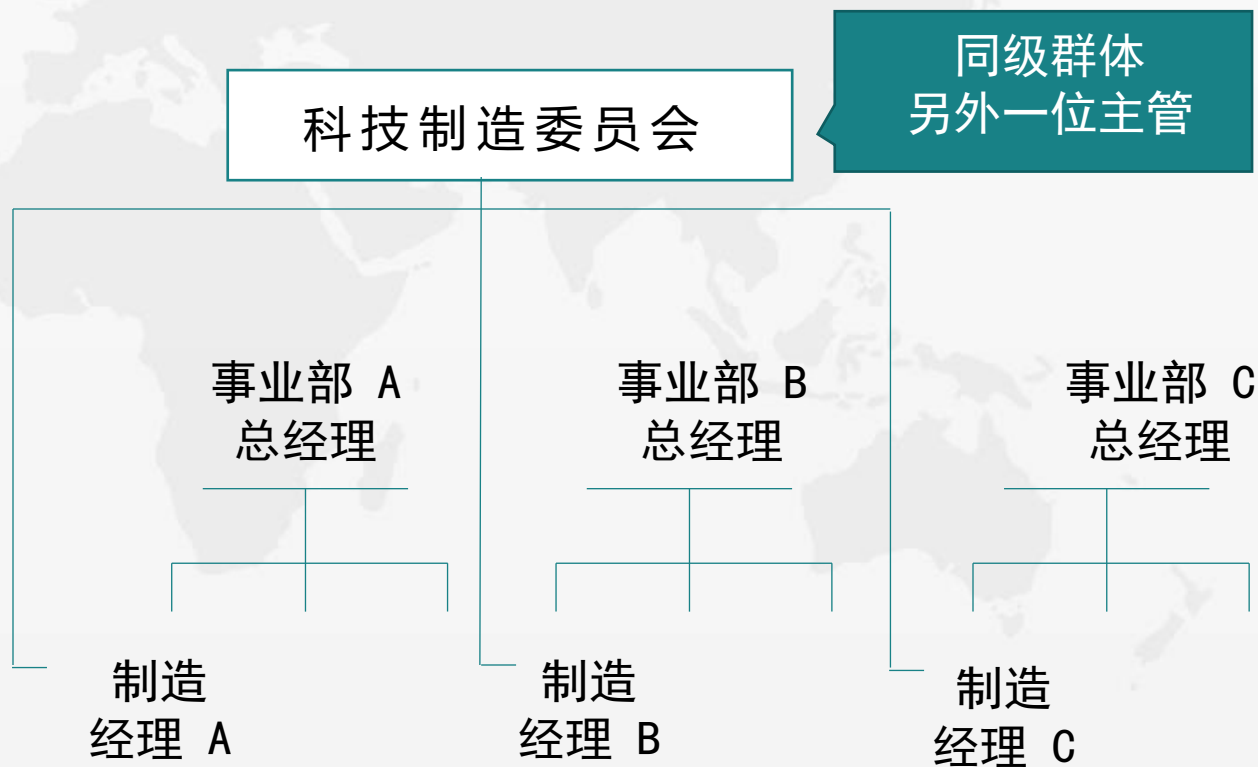 同级群体
另外一位主管
科技制造委员会
事业部 A
总经理
事业部 B
总经理
事业部 C
总经理
制造
经理 A
制造
经理 B
制造
经理 C